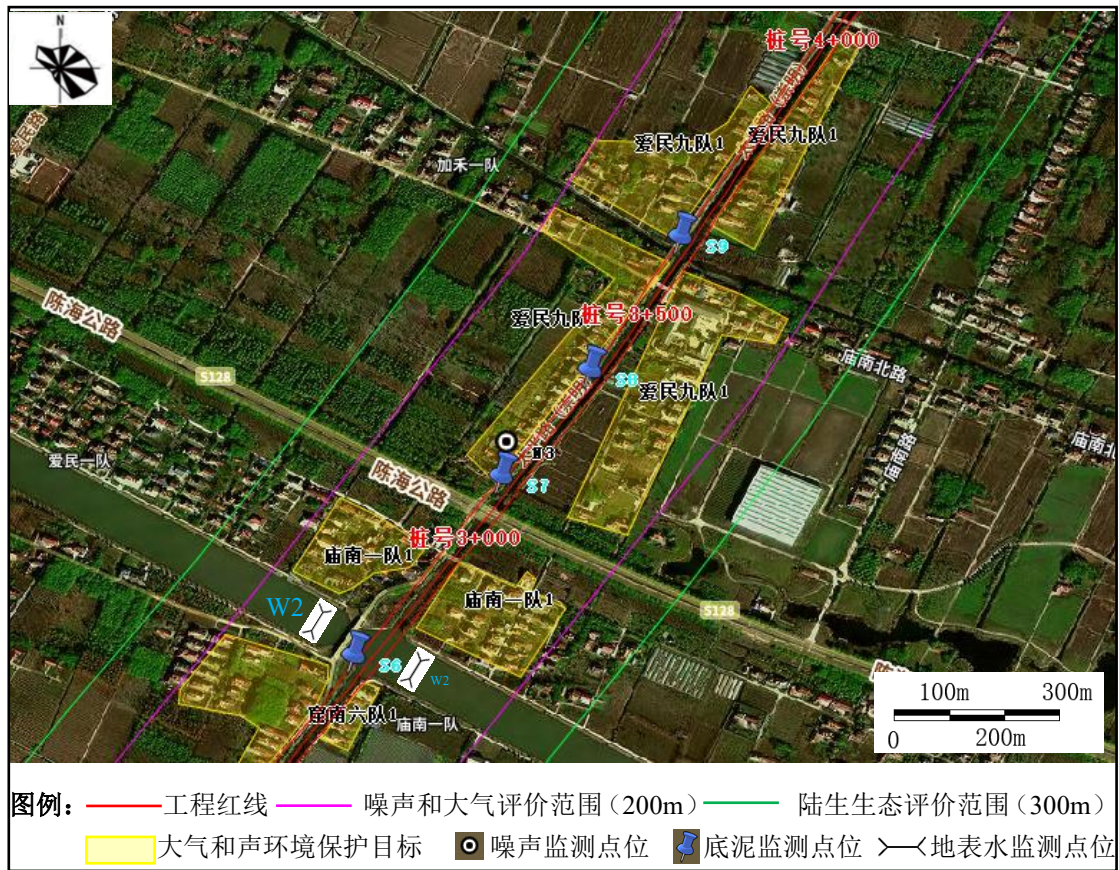 N
桩号4+000
爱民路
爱民九队1
爱民九队1
加禾一队
S9
陈海公路
爱民九队
桩号3+500
S128
S8
爱民九队1
庙南北路
庙南路
爱民一队
N3
S7
陈海公路
桩号3+000
庙南一队1
庙南一队1
W2
S128
S6
W2
庙南一队
100m 300m
0 200m
图例： 工程红线 噪声和大气评价范围（200m） 陆生生态评价范围（300m）
大气和声环境保护目标 噪声监测点位 底泥监测点位 地表水监测点位